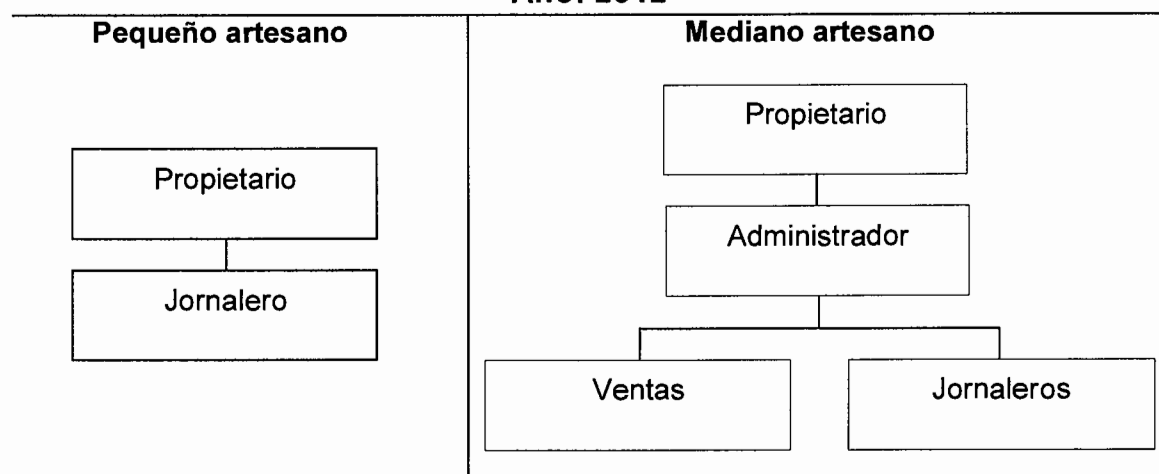 Pequeño artesano
Mediano artesano
Propietario
Jornalero
Propietario
Administrador
Ventas
Jornaleros